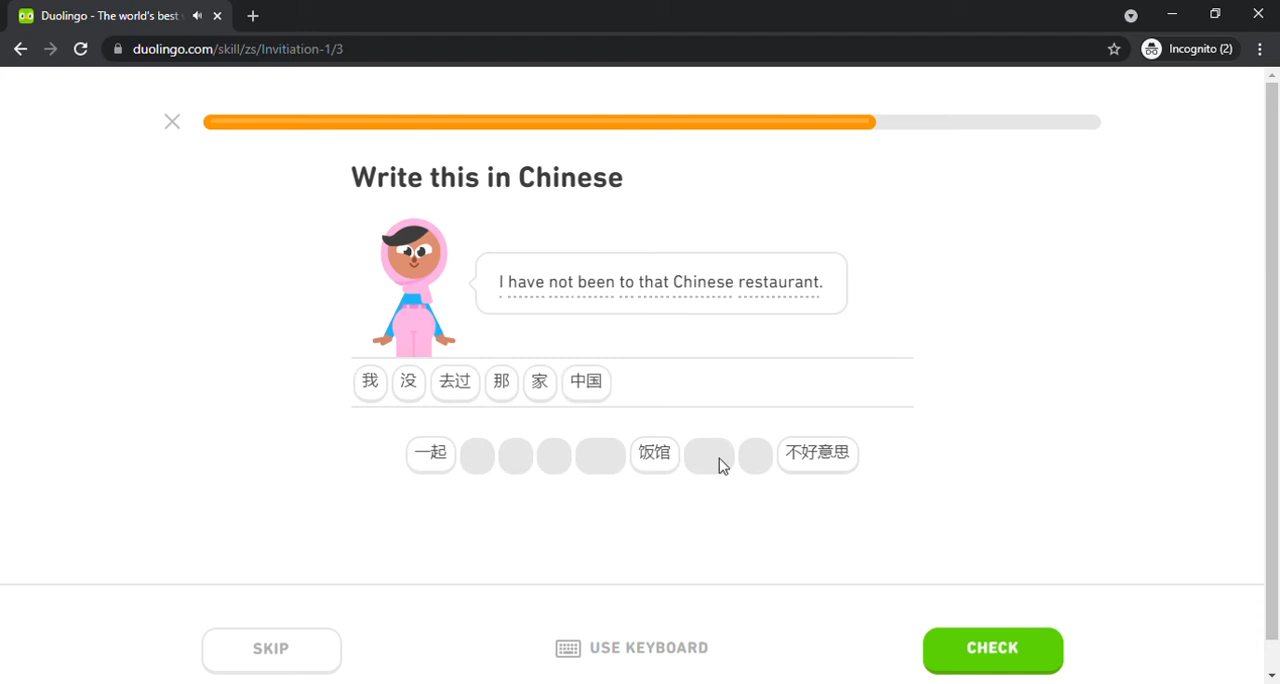 Duolingo - The world's best
duolingo.com/skill/zs/Invitiation-1/3
Incognito (2)
Write this in Chinese
I have not been to that Chinese restaurant.
我 没 去过 那 家 中国
一起 饭馆 不好意思
SKIP
USE KEYBOARD
CHECK